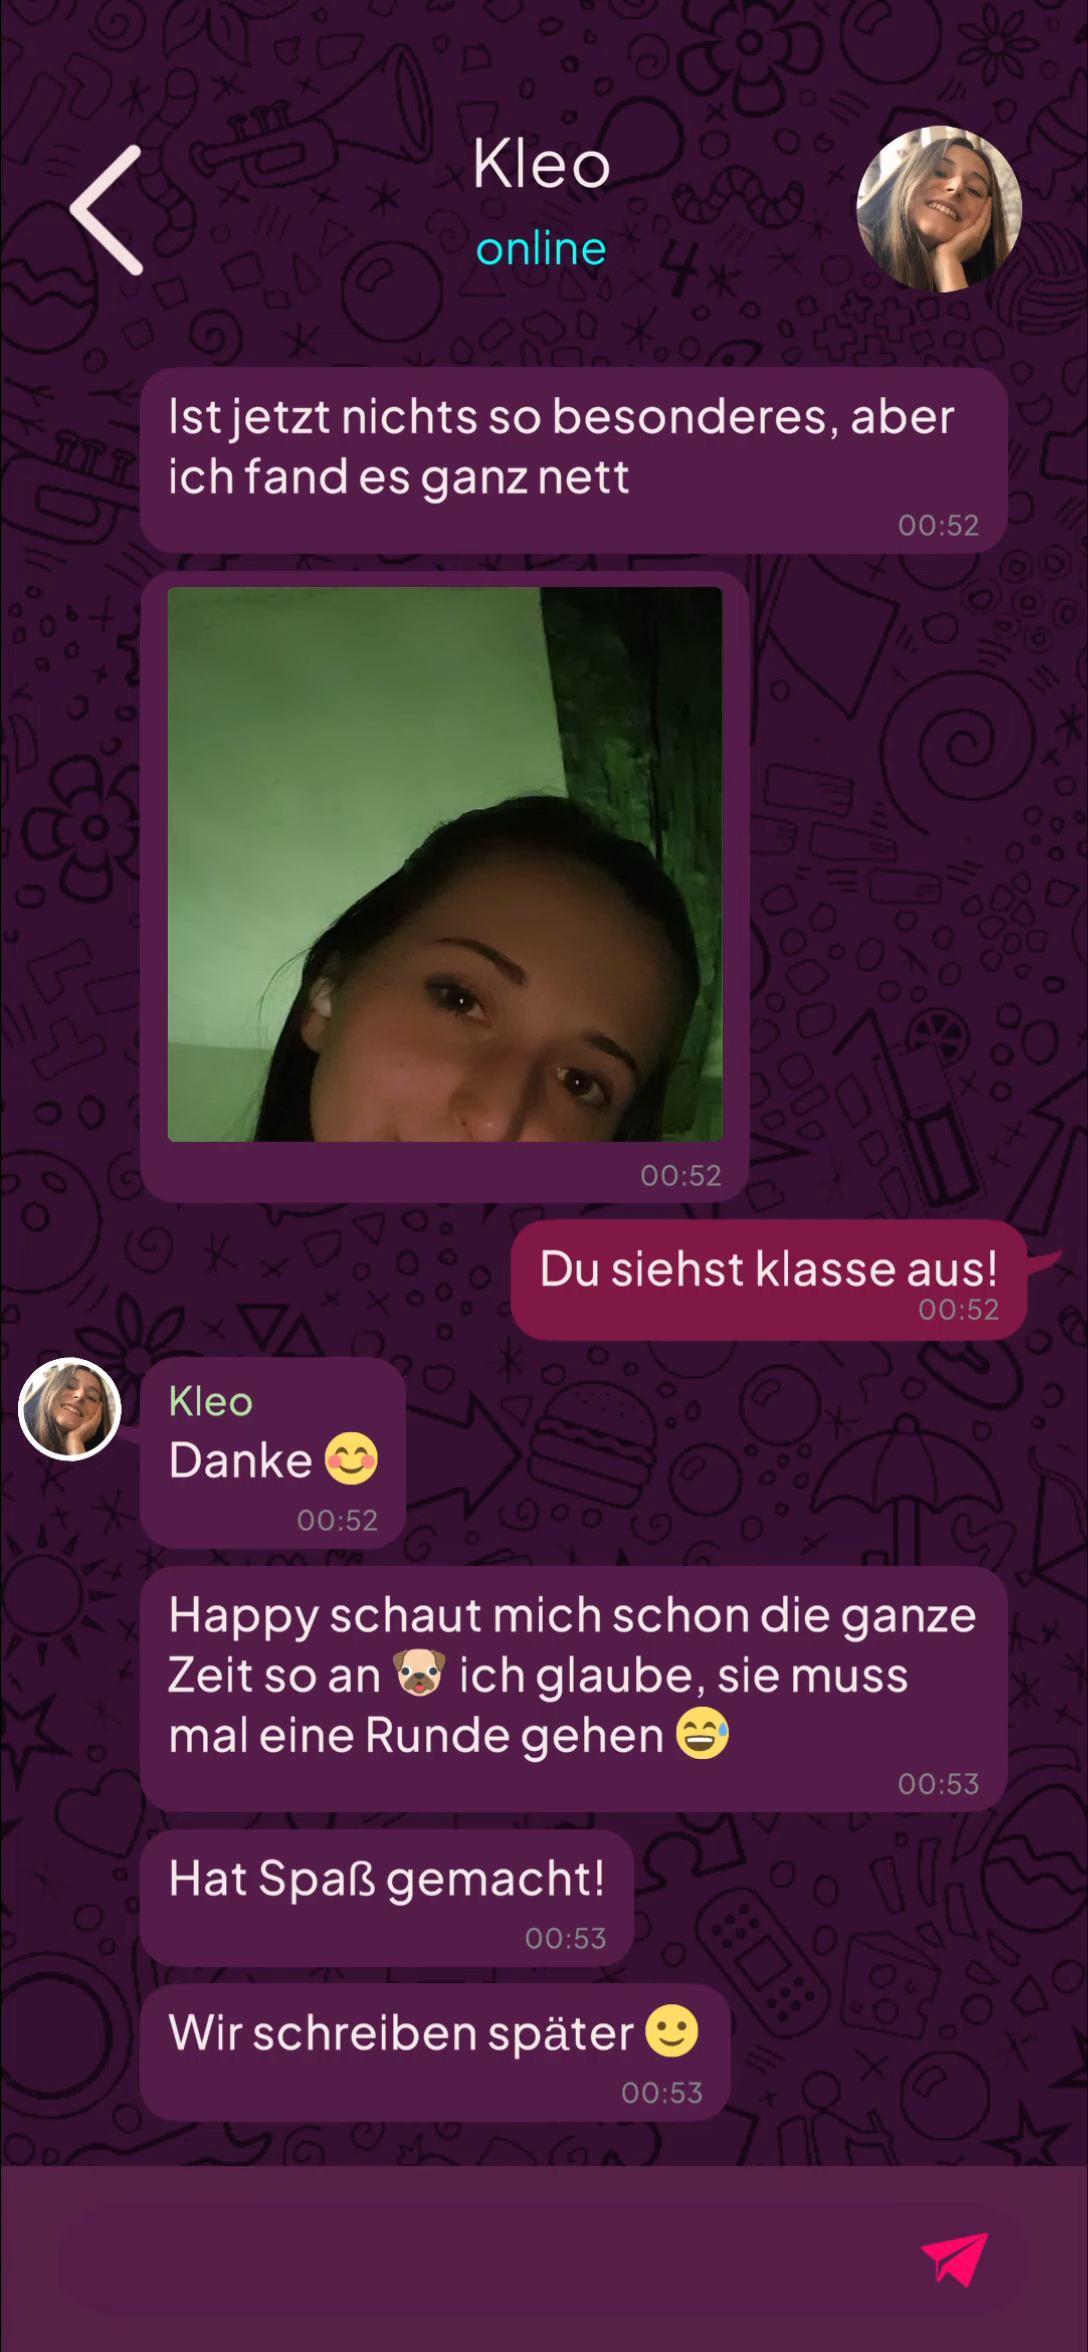 Kleo
online
Ist jetzt nichts so besonderes, aber
ich fand es ganz nett
00:52
00:52
Du siehst klasse aus!
00:52
Kleo
Danke 😊
00:52
Happy schaut mich schon die ganze
Zeit so an 🐶 ich glaube, sie muss
mal eine Runde gehen 😅
00:53
Hat Spaß gemacht!
00:53
Wir schreiben später 🙂
00:53